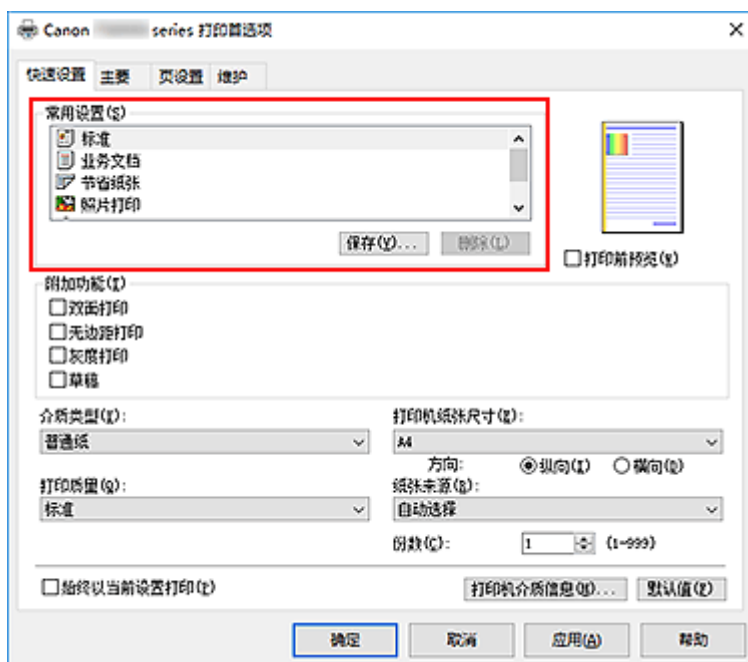 Canon series 打印首选项
快速设置 主要 页设置 维护
常用设置(S)
标准
业务文档
节省纸张
照片打印
保存(V)... 删除(L)
打印前预览(W)
附加功能(I)
双面打印
无边距打印
灰度打印
草稿
介质类型(X): 打印机纸张尺寸(Z):
普通纸 A4
方向: 纵向(I) 横向(D)
打印质量(Q): 纸张来源(B):
标准 自动选择
份数(C): 1 (1-999)
始终以当前设置打印(T)
打印机介质信息(M)... 默认值(F)
确定 取消 应用(A) 帮助